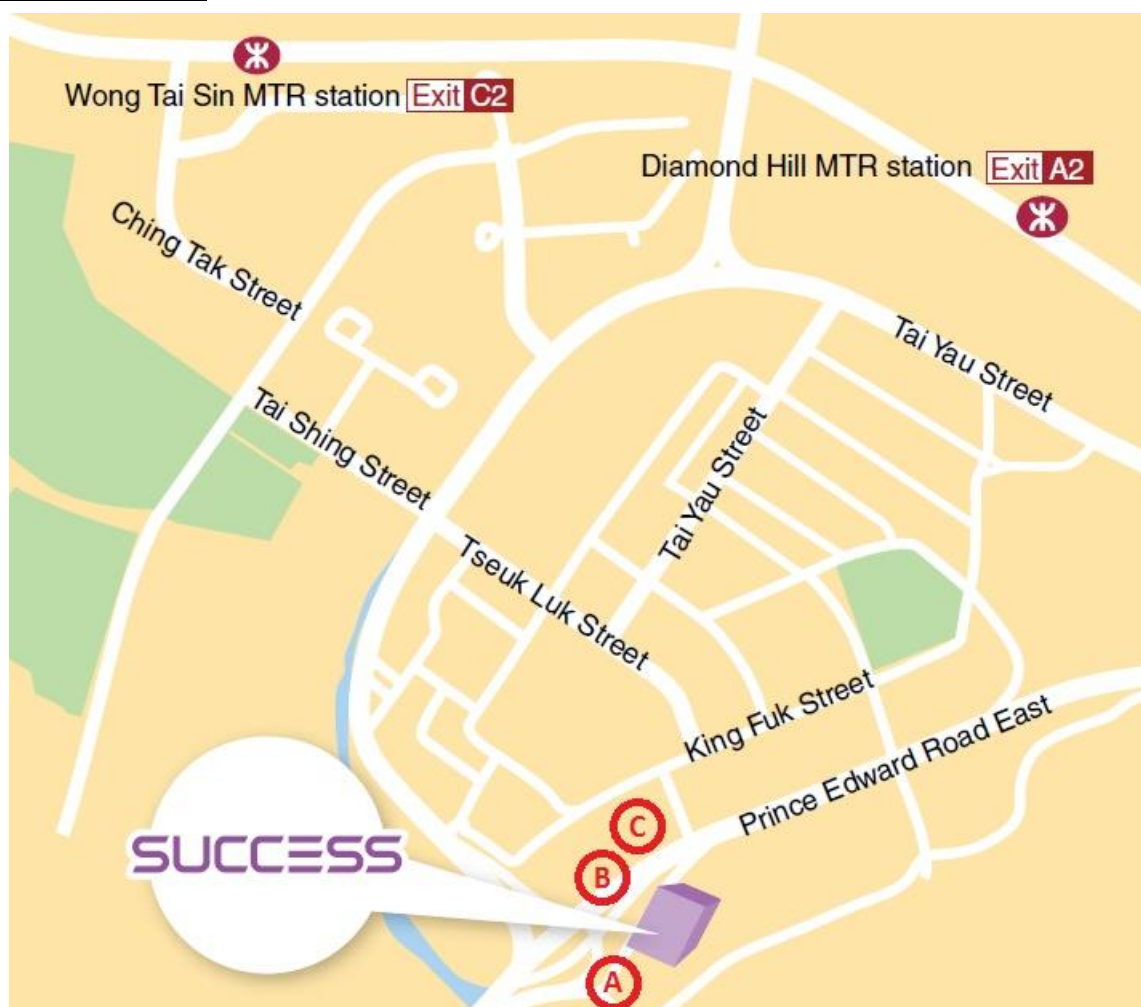 Wong Tai Sin MTR station Exit C2
Diamond Hill MTR station Exit A2
Ching Tak Street
Tai Yau Street
Tai Shing Street
Tai Yau Street
Tseuk Luk Street
King Fuk Street
Prince Edward Road East
C
SUCCESS
B
A